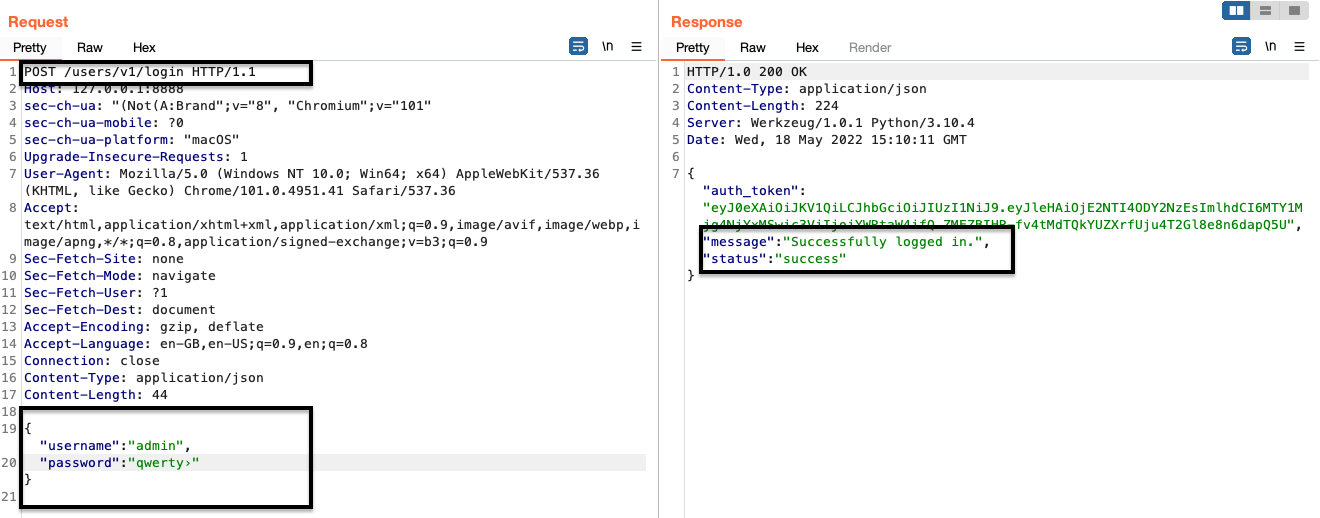 Request
Pretty Raw Hex \n
1 POST /users/v1/login HTTP/1.1
2 Host: 127.0.0.1:8888
3 sec-ch-ua: "(Not(A:Brand";v="8", "Chromium";v="101"
4 sec-ch-ua-mobile: ?0
5 sec-ch-ua-platform: "macOS"
6 Upgrade-Insecure-Requests: 1
7 User-Agent: Mozilla/5.0 (Windows NT 10.0; Win64; x64) AppleWebKit/537.36
(KHTML, like Gecko) Chrome/101.0.4951.41 Safari/537.36
8 Accept:
text/html,application/xhtml+xml,application/xml;q=0.9,image/avif,image/webp,i
mage/apng,*/*;q=0.8,application/signed-exchange;v=b3;q=0.9
9 Sec-Fetch-Site: none
10 Sec-Fetch-Mode: navigate
11 Sec-Fetch-User: ?1
12 Sec-Fetch-Dest: document
13 Accept-Encoding: gzip, deflate
14 Accept-Language: en-GB,en-US;q=0.9,en;q=0.8
15 Connection: close
16 Content-Type: application/json
17 Content-Length: 44
18
19 {
"username":"admin",
20 "password":"qwerty›"
}
21
Response
Pretty Raw Hex Render \n
1 HTTP/1.0 200 OK
2 Content-Type: application/json
3 Content-Length: 224
4 Server: Werkzeug/1.0.1 Python/3.10.4
5 Date: Wed, 18 May 2022 15:10:11 GMT
6
7 {
"auth_token":
"eyJ0eXAiOiJKV1QiLCJhbGciOiJIUzI1NiJ9.eyJleHAiOjE2NTI4ODY2NzEsImlhdCI6MTY1M
"message":"Successfully logged in.",
"status":"success"
}